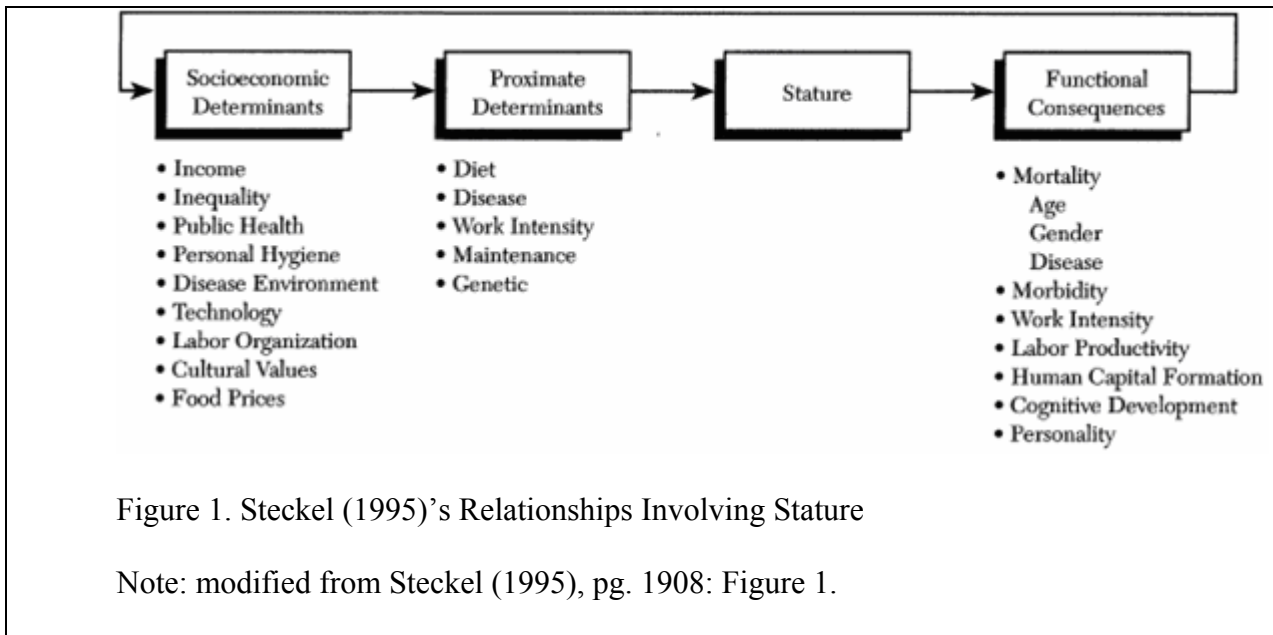 Socioeconomic
Determinants
Proximate
Determinants
Stature
Functional
Consequences
• Income
• Inequality
• Public Health
• Personal Hygiene
• Disease Environment
• Technology
• Labor Organization
• Cultural Values
• Food Prices
• Diet
• Disease
• Work Intensity
• Maintenance
• Genetic
• Mortality
Age
Gender
Disease
• Morbidity
• Work Intensity
• Labor Productivity
• Human Capital Formation
• Cognitive Development
• Personality
Figure 1. Steckel (1995)’s Relationships Involving Stature
Note: modified from Steckel (1995), pg. 1908: Figure 1.